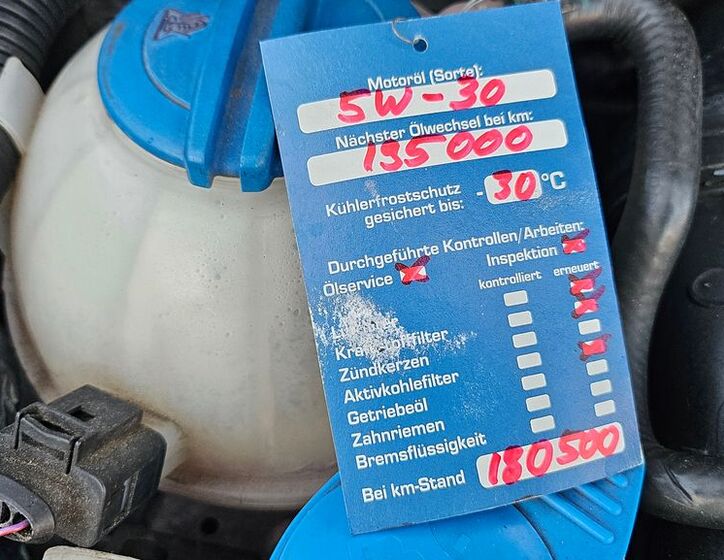 Motoröl (Sorte):
5W-30
Nächster Ölwechsel bei km:
195000
Kühlerfrostschutz
gesichert bis: -30°C
Durchgeführte Kontrollen/Arbeiten:
Ölservice Inspektion
kontrolliert erneuert
Zündkerzen
Aktivkohlefilter
Getriebeöl
Zahnriemen
Bremsflüssigkeit
Bei km-Stand 180500